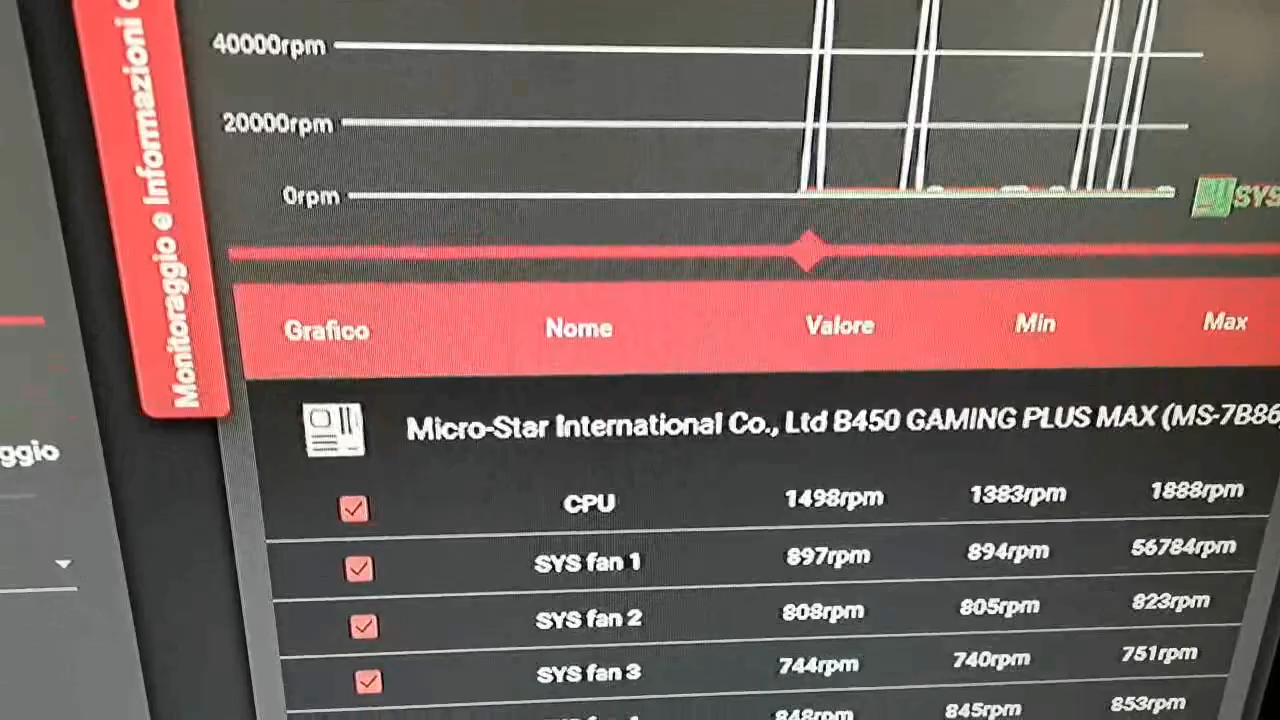 Monitoraggio e Informazioni
40000rpm
20000rpm
0rpm
SYS
Grafico Nome Valore Min Max
Micro-Star International Co., Ltd B450 GAMING PLUS MAX (MS-7B86
ggio
CPU 1498rpm 1383rpm 1888rpm
SYS fan 1 897rpm 894rpm 56784rpm
SYS fan 2 808rpm 805rpm 823rpm
SYS fan 3 744rpm 740rpm 751rpm
848rpm 845rpm 853rpm